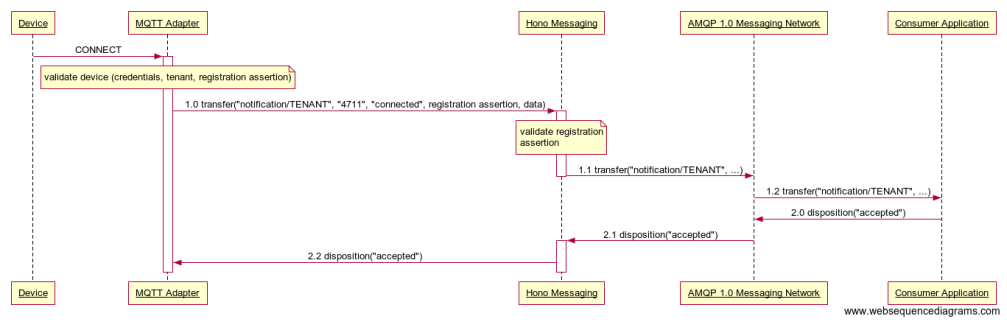 Device
MQTT Adapter
Hono Messaging
AMQP 1.0 Messaging Network
Consumer Application
CONNECT
validate device (credentials, tenant, registration assertion)
1.0 transfer("notification/TENANT", "4711", "connected", registration assertion, data)
validate registration
assertion
1.1 transfer("notification/TENANT", ...)
1.2 transfer("notification/TENANT", ...)
2.0 disposition("accepted")
2.1 disposition("accepted")
2.2 disposition("accepted")
Device
MQTT Adapter
Hono Messaging
AMQP 1.0 Messaging Network
Consumer Application
www.websequencediagrams.com